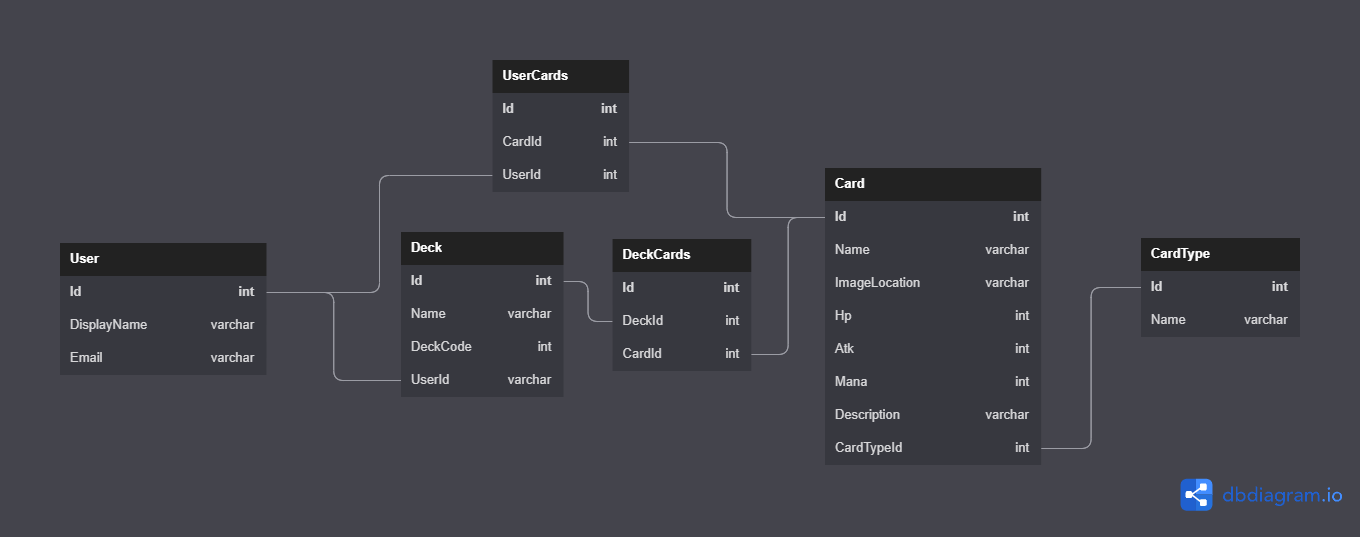 UserCards
Id int
CardId int
UserId int
User
Id int
DisplayName varchar
Email varchar
Deck
Id int
Name varchar
DeckCode int
UserId varchar
DeckCards
Id int
DeckId int
CardId int
Card
Id int
Name varchar
ImageLocation varchar
Hp int
Atk int
Mana int
Description varchar
CardTypeId int
CardType
Id int
Name varchar
dbdiagram.io